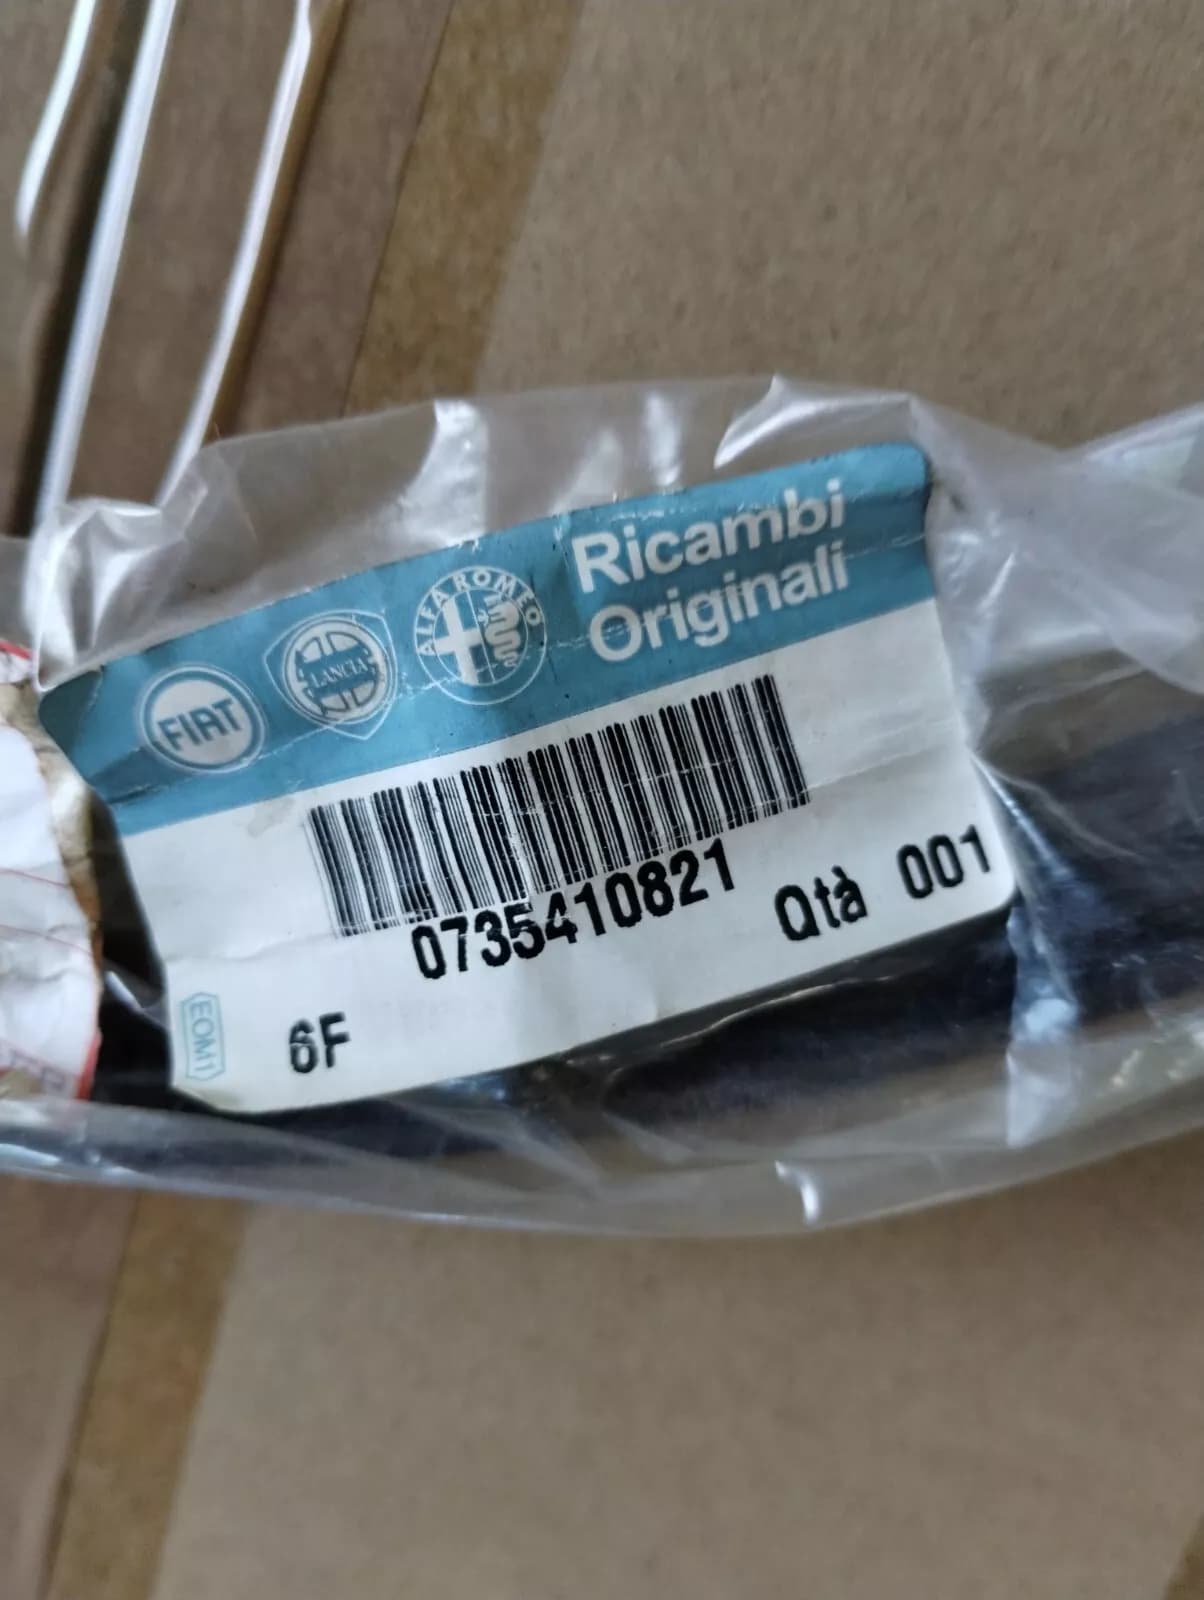 FIAT
LANCIA
ALFA ROMEO
Ricambi
Originali
0735410821
Qtà 001
6F
EOM1